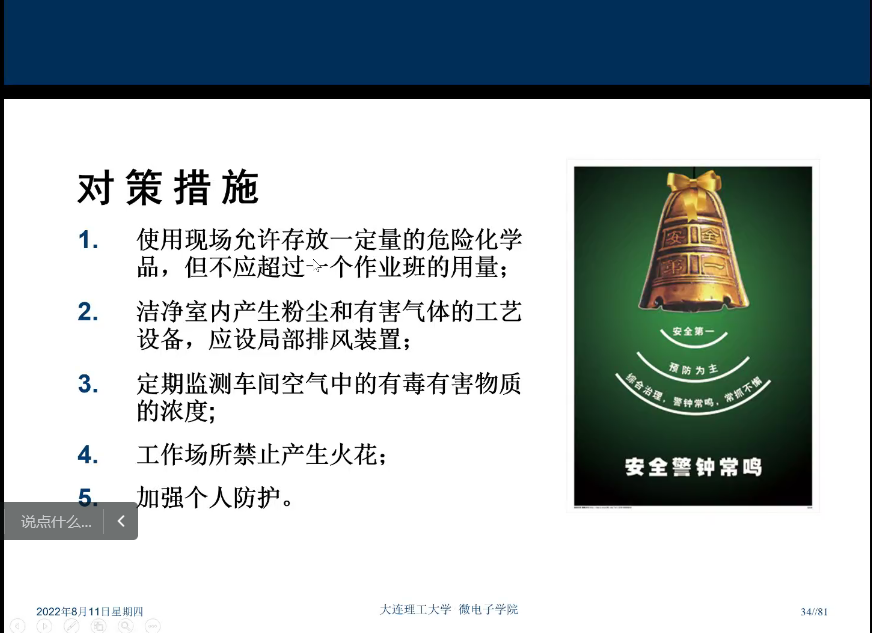 对策措施
1. 使用现场允许存放一定量的危险化学
品，但不应超过一个作业班的用量；
2. 洁净室内产生粉尘和有害气体的工艺
设备，应设局部排风装置；
3. 定期监测车间空气中的有毒有害物质
的浓度；
4. 工作场所禁止产生火花；
5. 加强个人防护。
安全
第一
安全第一
预防为主
综合治理，警钟常鸣，常抓不懈
安全警钟常鸣
说点什么...
2022年8月11日星期四
大连理工大学 微电子学院
34//81